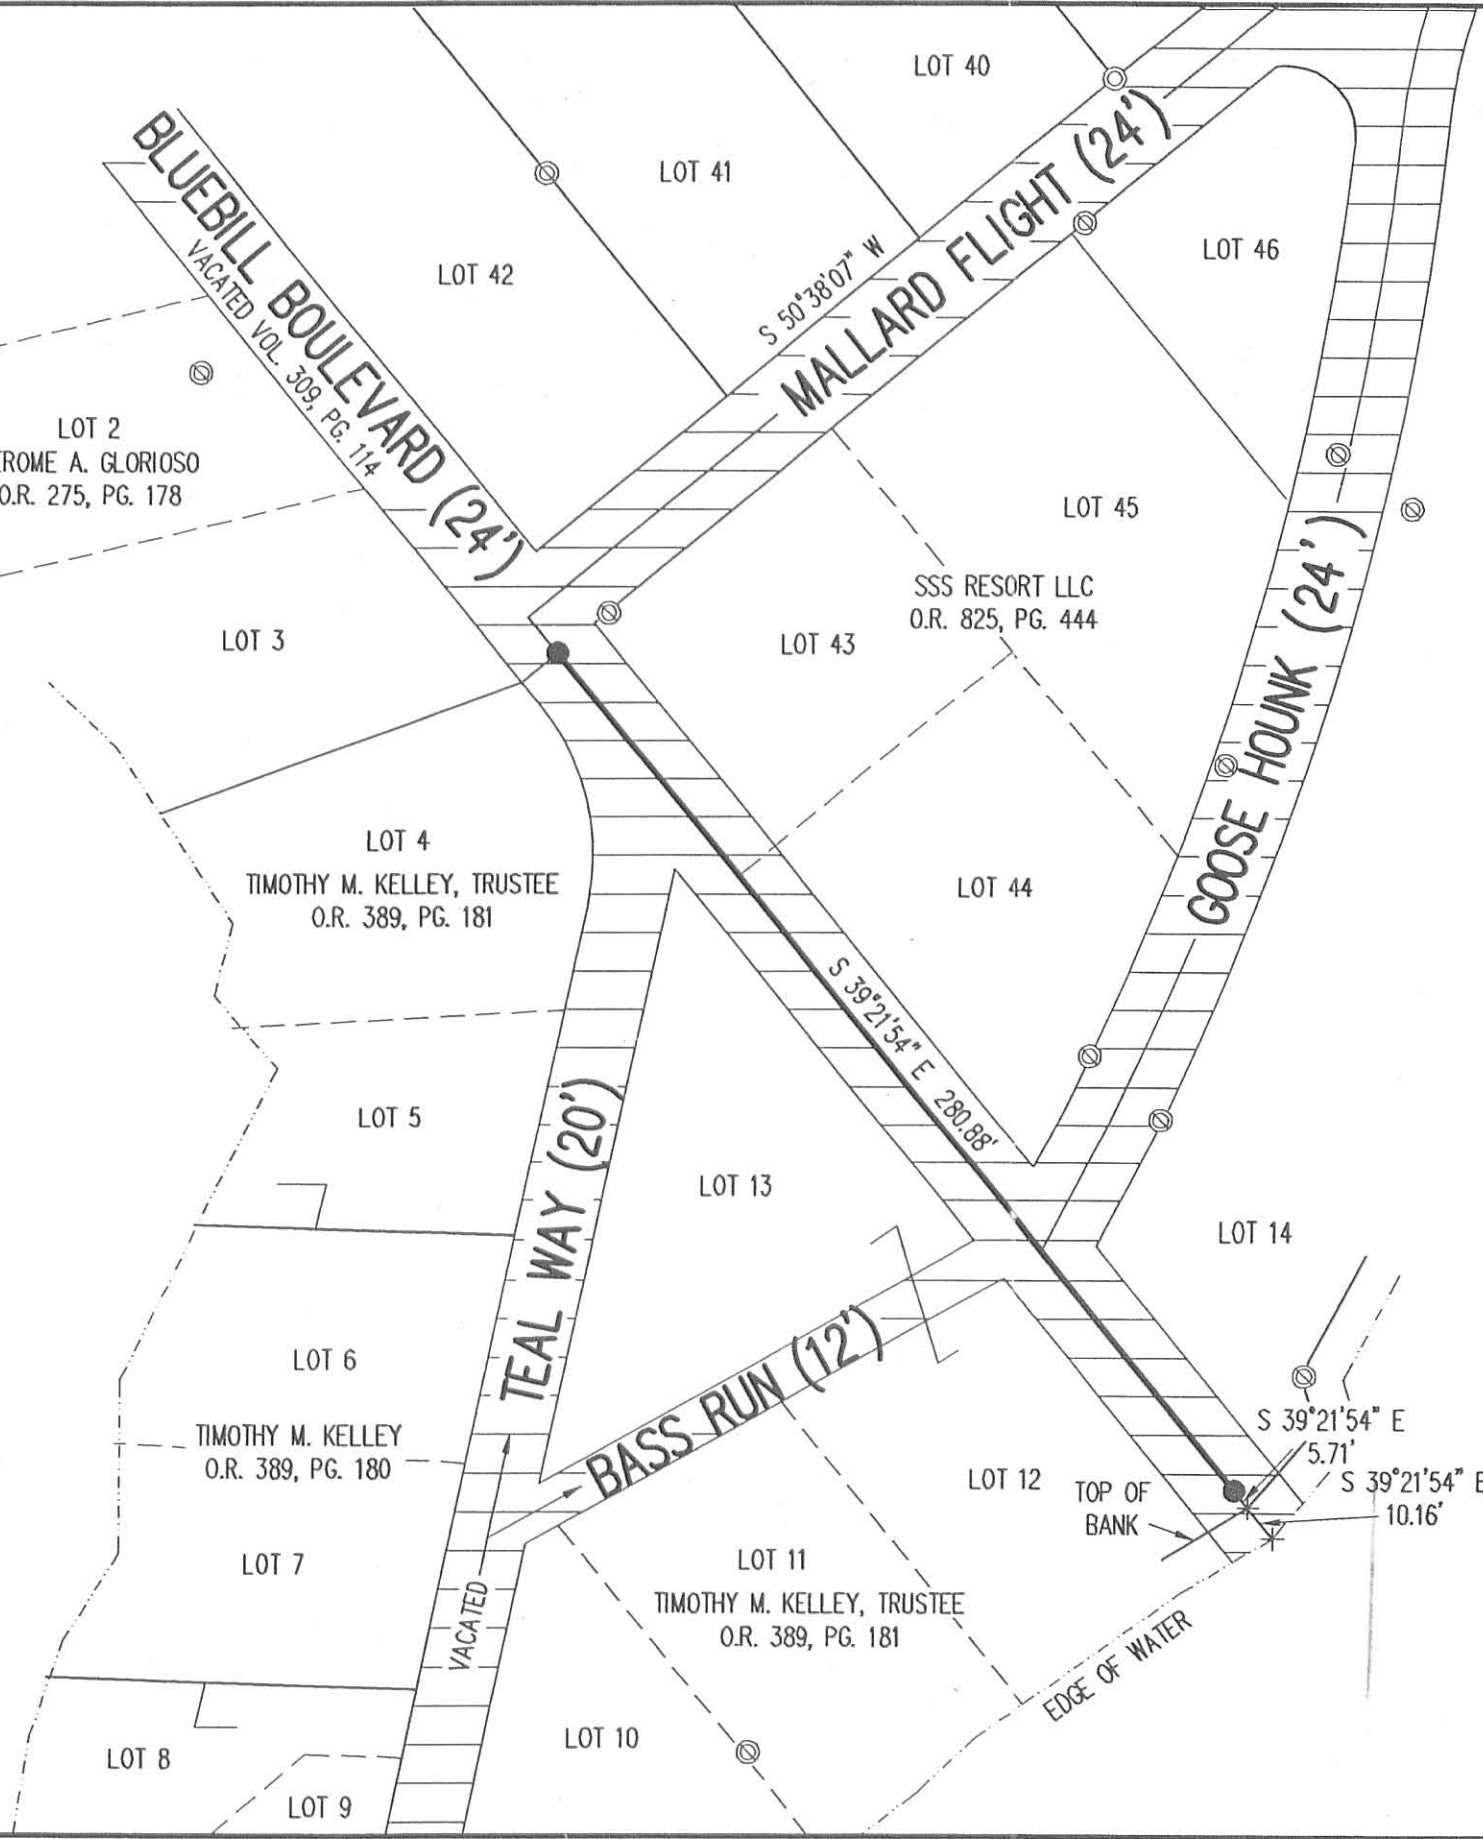 LOT 40
LOT 41
LOT 42
BLUEBILL BOULEVARD (24')
VACATED VOL. 309, PG. 114
S 50°38'07" W
MALLARD FLIGHT (24')
LOT 46
LOT 2
ROME A. GLORIOSO
O.R. 275, PG. 178
LOT 45
SSS RESORT LLC
O.R. 825, PG. 444
LOT 3
LOT 43
GOOSE HOUNK (24')
LOT 4
TIMOTHY M. KELLEY, TRUSTEE
O.R. 389, PG. 181
LOT 44
S 39°21'54" E 280.88'
LOT 5
LOT 13
TEAL WAY (20')
LOT 14
LOT 6
TIMOTHY M. KELLEY
O.R. 389, PG. 180
BASS RUN (12')
S 39°21'54" E
5.71'
S 39°21'54" E
10.16'
LOT 12
TOP OF
BANK
LOT 7
VACATED
LOT 11
TIMOTHY M. KELLEY, TRUSTEE
O.R. 389, PG. 181
EDGE OF WATER
LOT 10
LOT 8
LOT 9